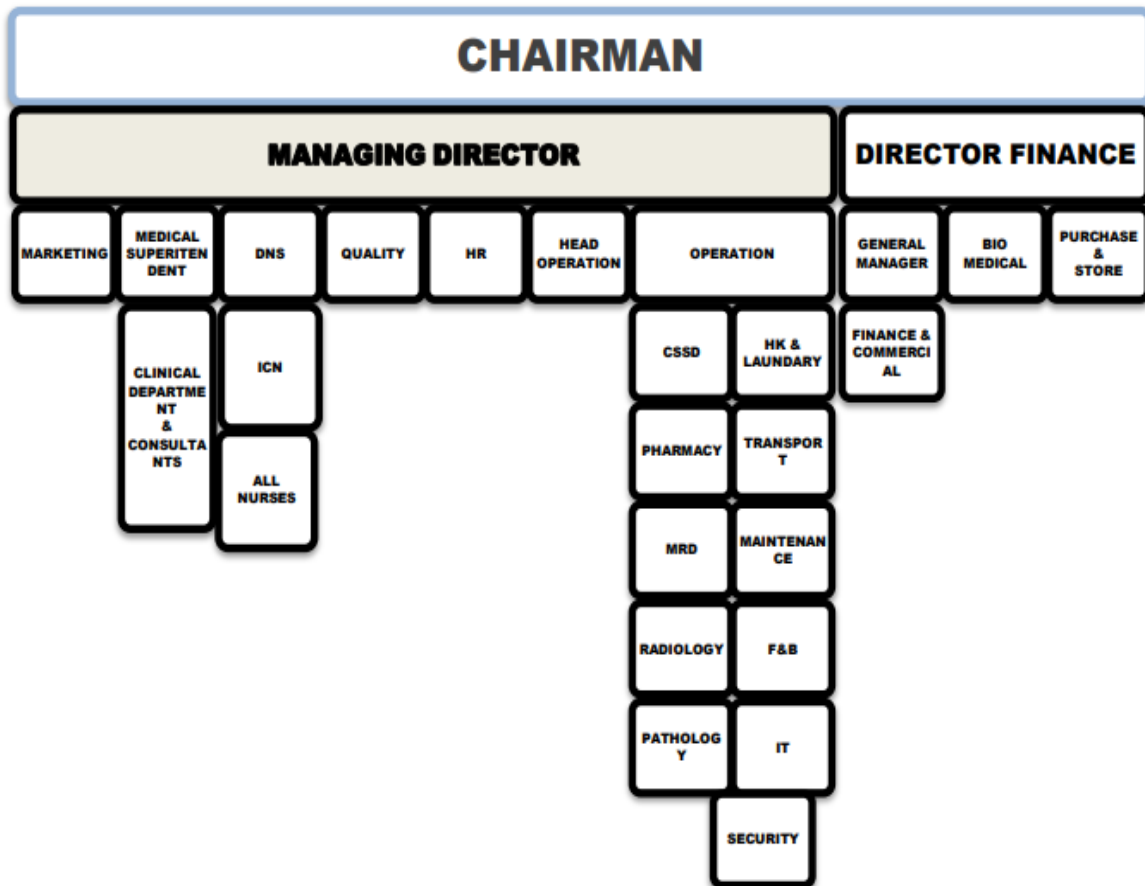 CHAIRMAN
MANAGING DIRECTOR
DIRECTOR FINANCE
MARKETING
MEDICAL
SUPERITEN
DENT
DNS
QUALITY
HR
HEAD
OPERATION
OPERATION
GENERAL
MANAGER
BIO
MEDICAL
PURCHASE
&
STORE
CLINICAL
DEPARTME
NT
&
CONSULTA
NTS
ICN
ALL
NURSES
CSSD
HK &
LAUNDARY
FINANCE &
COMMERCI
AL
PHARMACY
TRANSPOR
T
MRD
MAINTENAN
CE
RADIOLOGY
F&B
PATHOLOG
Y
IT
SECURITY